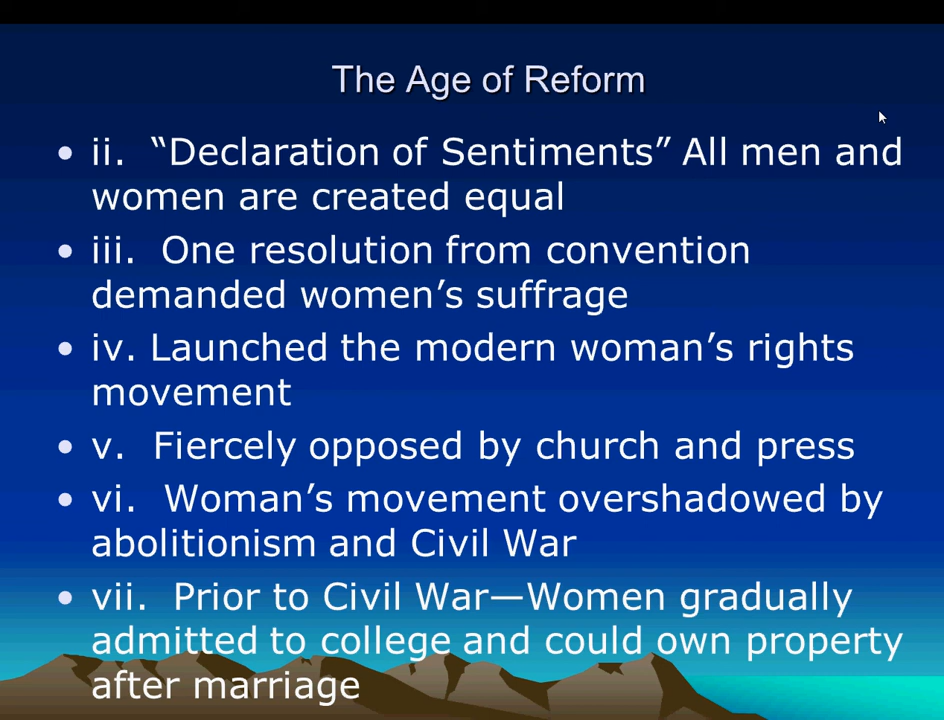 The Age of Reform
• ii.  “Declaration of Sentiments” All men and
women are created equal
• iii.  One resolution from convention
demanded women’s suffrage
• iv. Launched the modern woman’s rights
movement
• v.  Fiercely opposed by church and press
• vi.  Woman’s movement overshadowed by
abolitionism and Civil War
• vii.  Prior to Civil War—Women gradually
admitted to college and could own property
after marriage